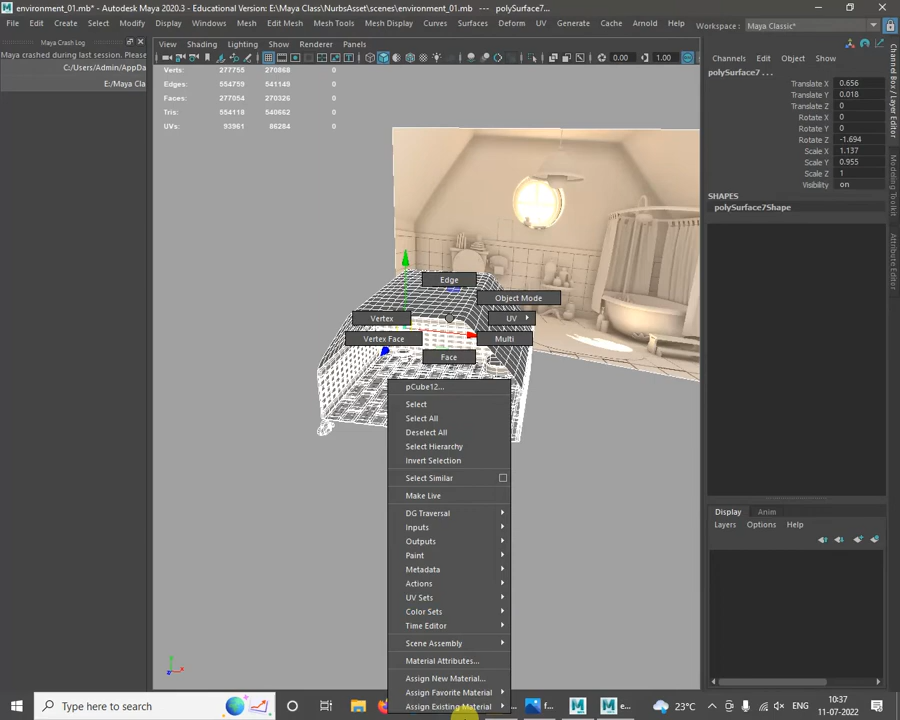 environment_01.mb* - Autodesk Maya 2020.3 - Educational Version: E:\Maya Class\NurbsAsset\scenes\environment_01.mb --- polySurface7...
File Edit Create Select Modify Display Windows Mesh Edit Mesh Mesh Tools Mesh Display Curves Surfaces Deform UV Generate Cache Arnold Help
Workspace : Maya Classic*
Maya Crash Log
Maya crashed during last session. Please
C:/Users/Admin/AppDa
E:/Maya Cla
View Shading Lighting Show Renderer Panels
0.00 1.00
Verts: 277755 270868 0
Edges: 554759 541149 0
Faces: 277054 270326 0
Tris: 554118 540662 0
UVs: 93961 86284 0
Edge
Object Mode
Vertex
UV
Vertex Face
Multi
Face
pCube12...
Select
Select All
Deselect All
Select Hierarchy
Invert Selection
Select Similar
Make Live
DG Traversal
Inputs
Outputs
Paint
Metadata
Actions
UV Sets
Color Sets
Time Editor
Scene Assembly
Material Attributes...
Assign New Material...
Assign Favorite Material
Assign Existing Material
Channels Edit Object Show
polySurface7 . . .
Translate X 0.656
Translate Y 0.018
Translate Z 0
Rotate X 0
Rotate Y 0
Rotate Z -1.694
Scale X 1.137
Scale Y 0.955
Scale Z 1
Visibility on
SHAPES
polySurface7Shape
Display Anim
Layers Options Help
Channel Box / Layer Editor
Modeling Toolkit
Attribute Editor
Type here to search
f...
e...
23°C
10:37
11-07-2022